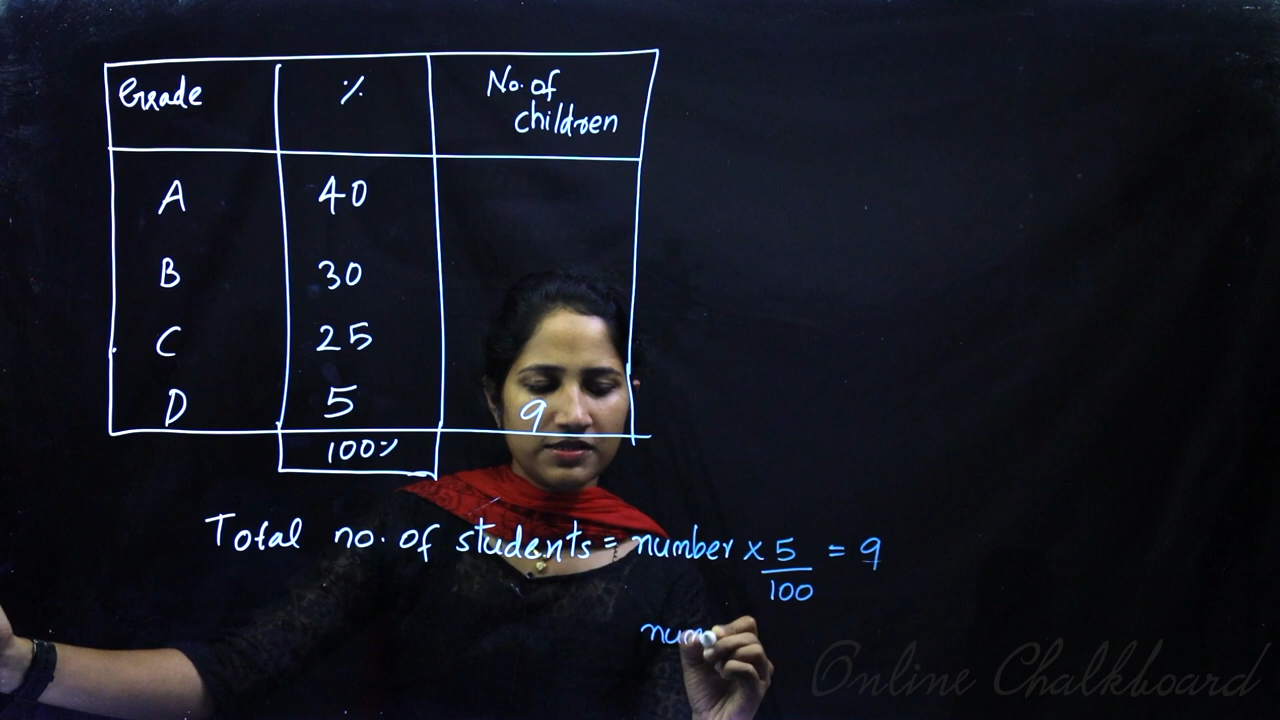 Grade % No. of children
A 40
B 30
C 25
D 5 9
100%
Total no. of students = number × 5/100 = 9
num
Online Chalkboard